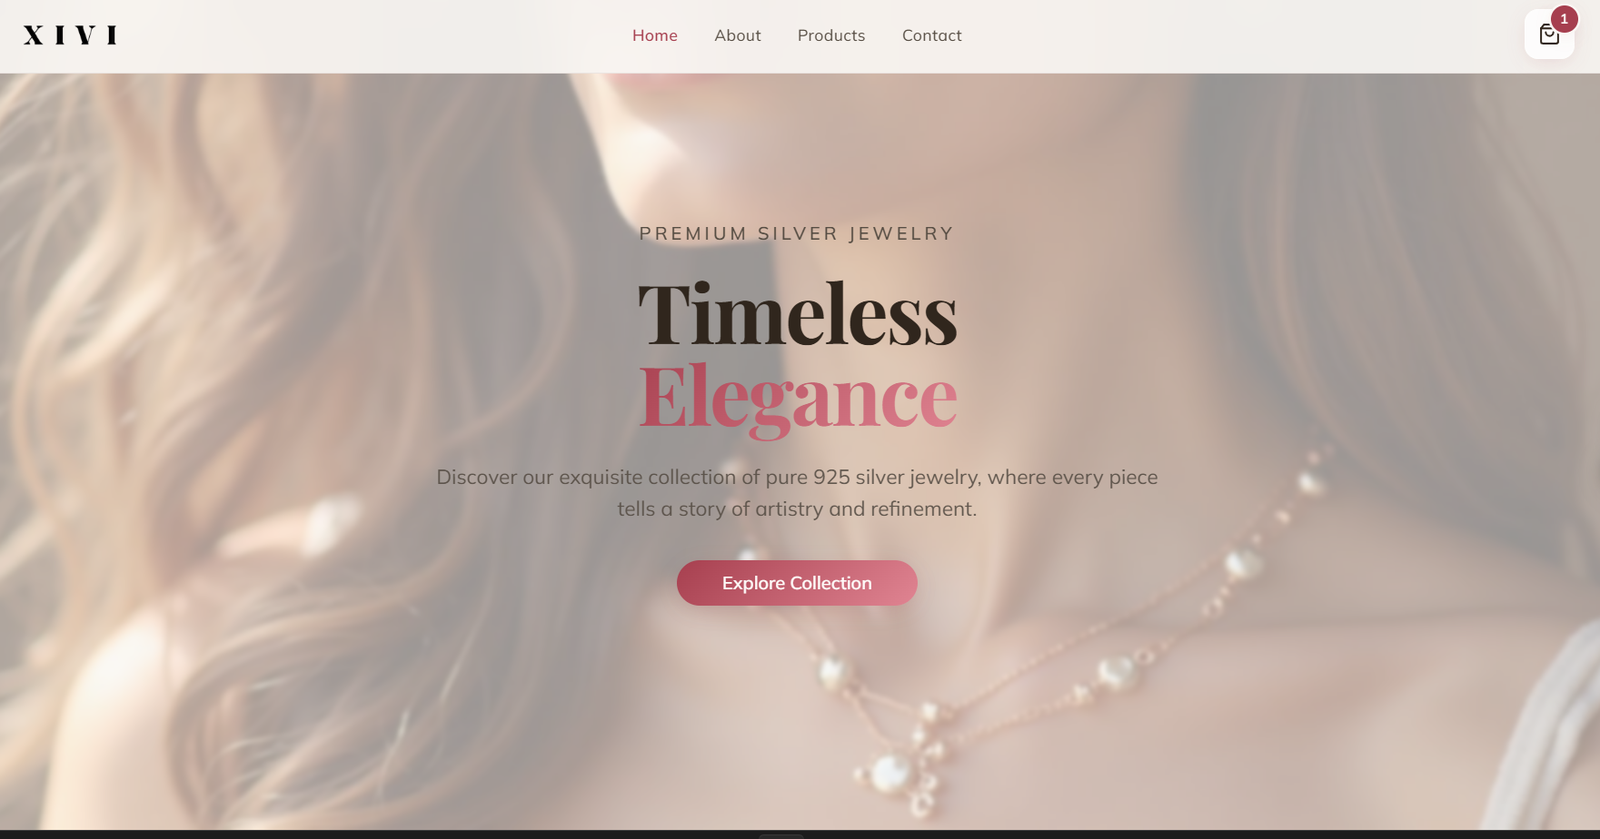 XIVI
Home About Products Contact
1
PREMIUM SILVER JEWELRY
Timeless
Elegance
Discover our exquisite collection of pure 925 silver jewelry, where every piece
tells a story of artistry and refinement.
Explore Collection